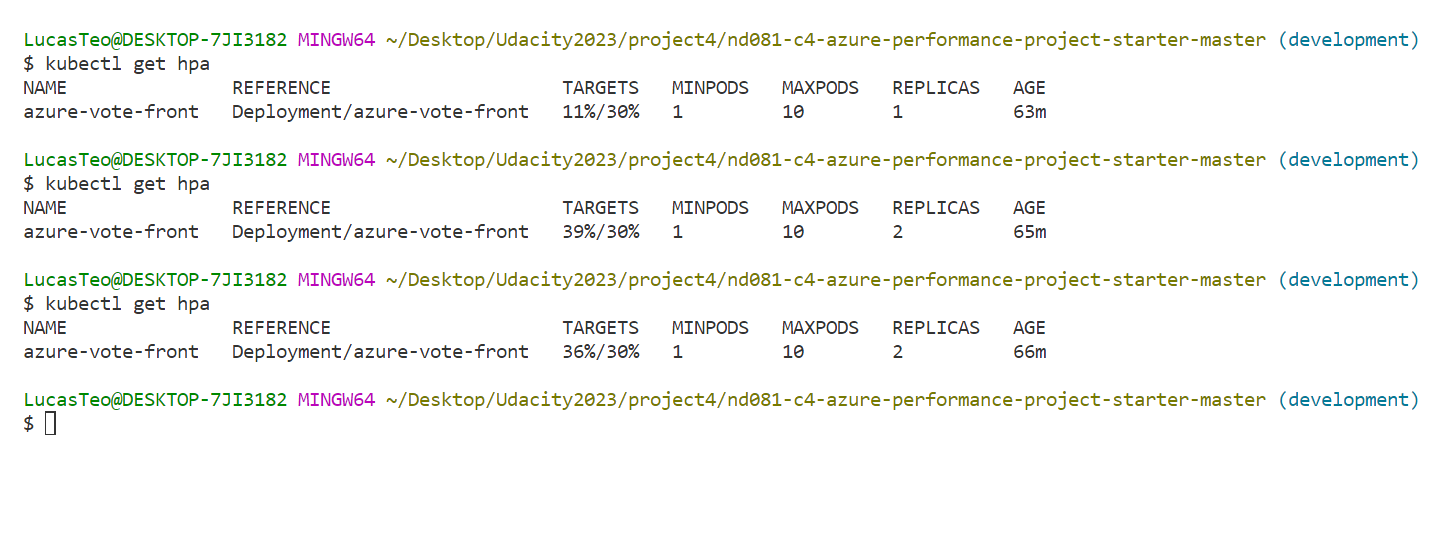 LucasTeo@DESKTOP-7JI3182 MINGW64 ~/Desktop/Udacity2023/project4/nd081-c4-azure-performance-project-starter-master (development)
$ kubectl get hpa
NAME               REFERENCE                     TARGETS   MINPODS   MAXPODS   REPLICAS   AGE
azure-vote-front   Deployment/azure-vote-front   11%/30%   1         10        1          63m
LucasTeo@DESKTOP-7JI3182 MINGW64 ~/Desktop/Udacity2023/project4/nd081-c4-azure-performance-project-starter-master (development)
$ kubectl get hpa
NAME               REFERENCE                     TARGETS   MINPODS   MAXPODS   REPLICAS   AGE
azure-vote-front   Deployment/azure-vote-front   39%/30%   1         10        2          65m
LucasTeo@DESKTOP-7JI3182 MINGW64 ~/Desktop/Udacity2023/project4/nd081-c4-azure-performance-project-starter-master (development)
$ kubectl get hpa
NAME               REFERENCE                     TARGETS   MINPODS   MAXPODS   REPLICAS   AGE
azure-vote-front   Deployment/azure-vote-front   36%/30%   1         10        2          66m
LucasTeo@DESKTOP-7JI3182 MINGW64 ~/Desktop/Udacity2023/project4/nd081-c4-azure-performance-project-starter-master (development)
$